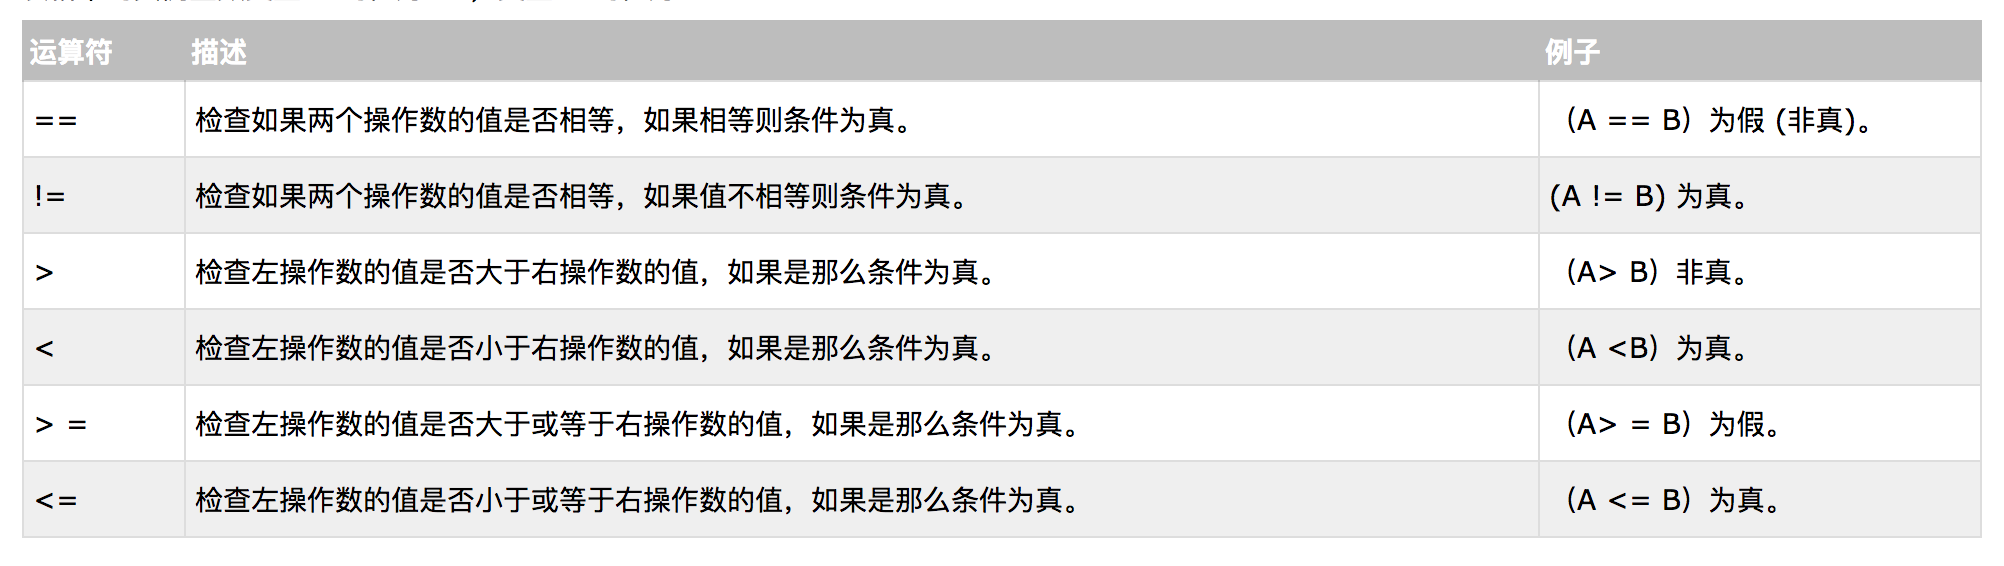 运算符 描述 例子
== 检查如果两个操作数的值是否相等，如果相等则条件为真。 （A == B）为假 (非真)。
!= 检查如果两个操作数的值是否相等，如果值不相等则条件为真。 (A != B) 为真。
> 检查左操作数的值是否大于右操作数的值，如果是那么条件为真。 （A> B）非真。
< 检查左操作数的值是否小于右操作数的值，如果是那么条件为真。 （A <B）为真。
> = 检查左操作数的值是否大于或等于右操作数的值，如果是那么条件为真。 （A> = B）为假。
<= 检查左操作数的值是否小于或等于右操作数的值，如果是那么条件为真。 （A <= B）为真。